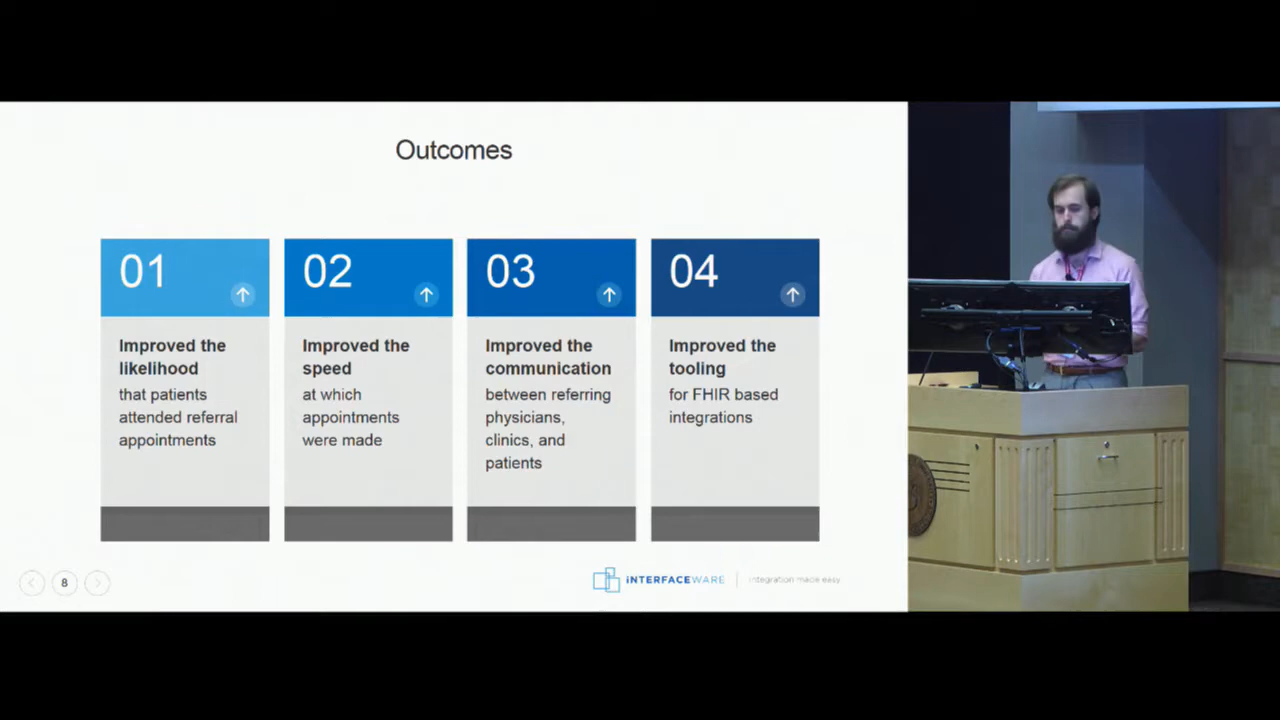 Outcomes
01
02
03
04
Improved the
likelihood
that patients
attended referral
appointments
Improved the
speed
at which
appointments
were made
Improved the
communication
between referring
physicians,
clinics, and
patients
Improved the
tooling
for FHIR based
integrations
8
iNTERFACEWARE
integration made easy